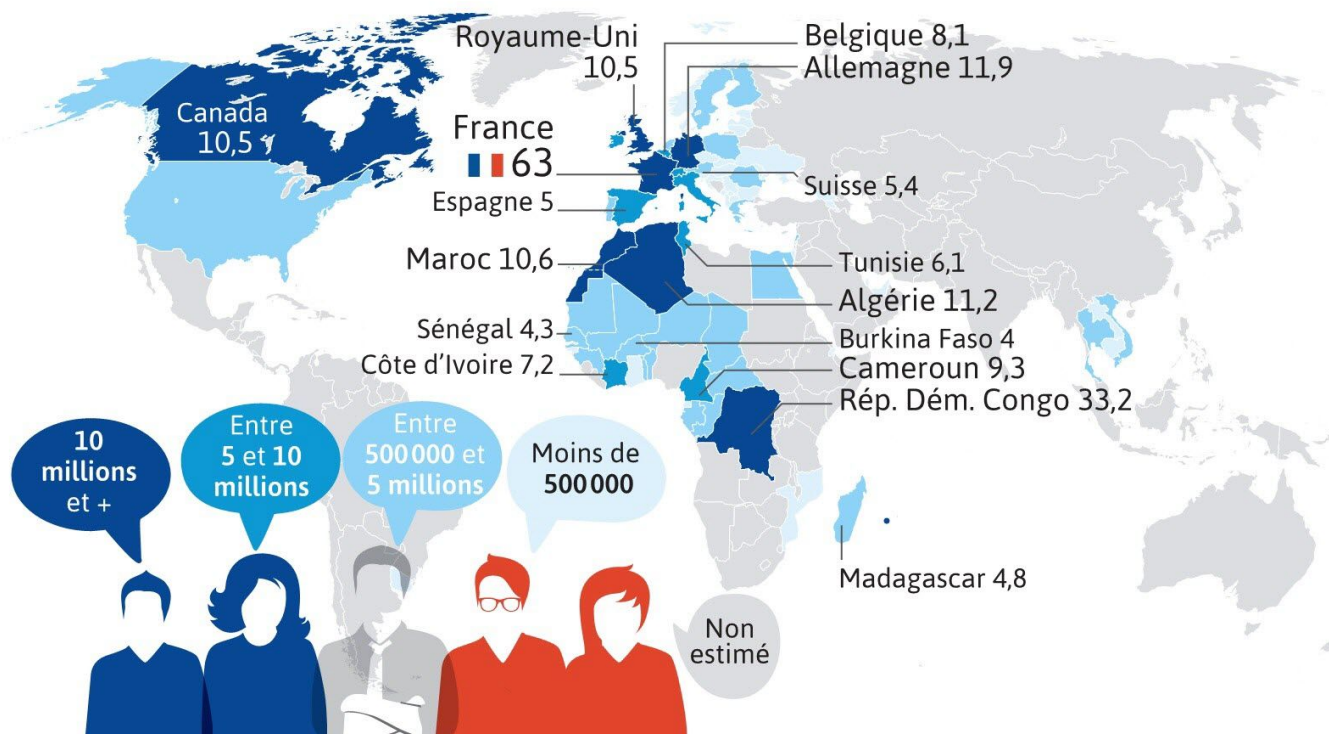 Royaume-Uni
10,5
Belgique 8,1
Allemagne 11,9
Canada
10,5
France
63
Suisse 5,4
Espagne 5
Maroc 10,6
Tunisie 6,1
Algérie 11,2
Sénégal 4,3
Burkina Faso 4
Côte d'Ivoire 7,2
Cameroun 9,3
Rép. Dém. Congo 33,2
Madagascar 4,8
10
millions
et +
Entre
5 et 10
millions
Entre
500 000 et
5 millions
Moins de
500 000
Non
estimé